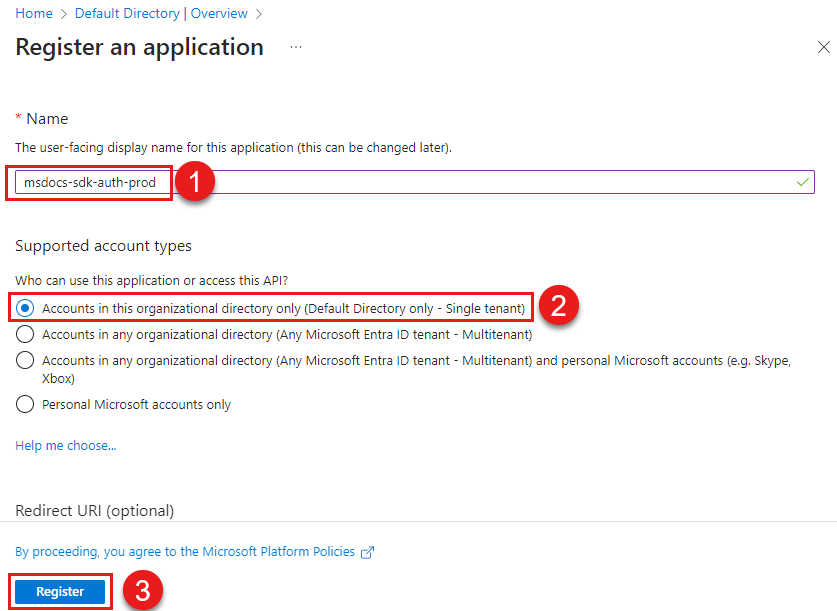 Home > Default Directory | Overview >
Register an application ...
* Name
The user-facing display name for this application (this can be changed later).
msdocs-sdk-auth-prod 1
Supported account types
Who can use this application or access this API?
Accounts in this organizational directory only (Default Directory only - Single tenant) 2
Accounts in any organizational directory (Any Microsoft Entra ID tenant - Multitenant)
Accounts in any organizational directory (Any Microsoft Entra ID tenant - Multitenant) and personal Microsoft accounts (e.g. Skype,
Xbox)
Personal Microsoft accounts only
Help me choose...
Redirect URI (optional)
By proceeding, you agree to the Microsoft Platform Policies
Register 3